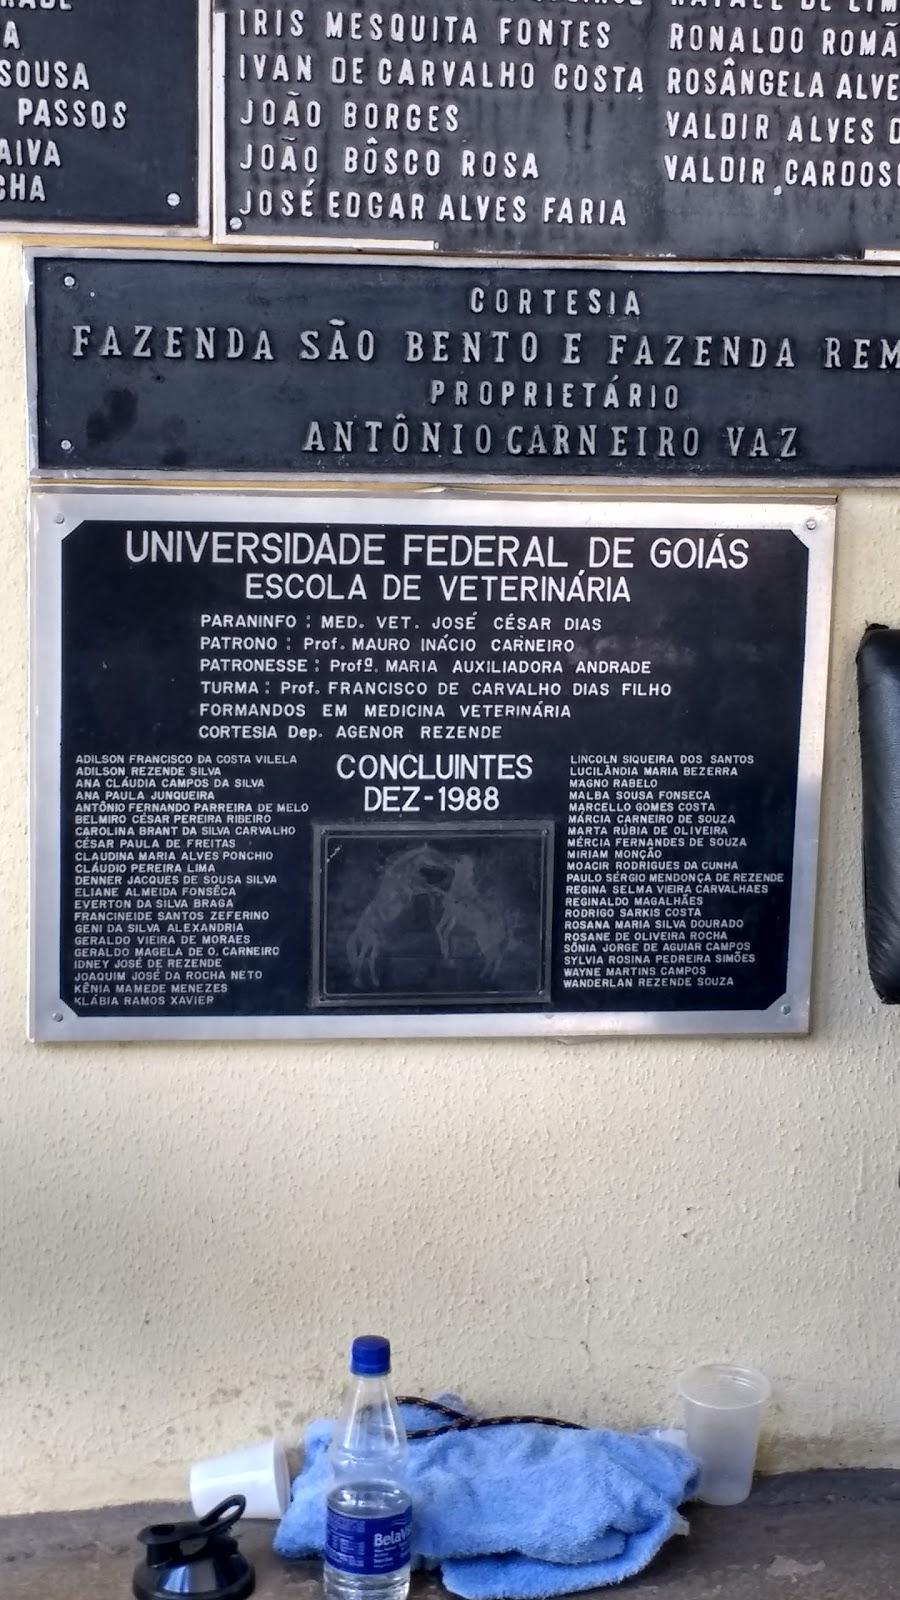 A
SOUSA
PASSOS
IRIS MESQUITA FONTES
IVAN DE CARVALHO COSTA
JOÃO BORGES
JOÃO BÔSCO ROSA
JOSÉ EDGAR ALVES FARIA
RONALDO
ROSÂNGELA
VALDIR ALVES
VALDIR CARDOSO
CORTESIA
FAZENDA SÃO BENTO E FAZENDA REM
PROPRIETÁRIO
ANTÔNIO CARNEIRO VAZ
UNIVERSIDADE FEDERAL DE GOIÁS
ESCOLA DE VETERINÁRIA
PARANINFO : MED. VET. JOSÉ CÉSAR DIAS
PATRONO : Prof. MAURO INÁCIO CARNEIRO
PATRONESSE : Profª. MARIA AUXILIADORA ANDRADE
TURMA : Prof. FRANCISCO DE CARVALHO DIAS FILHO
FORMANDOS EM MEDICINA VETERINÁRIA
CORTESIA Dep. AGENOR REZENDE
CONCLUINTES
DEZ-1988
ADILSON FRANCISCO DA COSTA VILELA
ADILSON REZENDE SILVA
ANA CLÁUDIA CAMPOS DA SILVA
ANA PAULA JUNQUEIRA
ANTÔNIO FERNANDO PARREIRA DE MELO
BELMIRO CÉSAR PEREIRA RIBEIRO
CAROLINA BRANT DA SILVA CARVALHO
CÉSAR PAULA DE FREITAS
CLAUDINA MARIA ALVES PONCHIO
CLÁUDIO PEREIRA LIMA
DENNER JACQUES DE SOUSA SILVA
ELIANE ALMEIDA FONSÊCA
EVERTON DA SILVA BRAGA
FRANCINEIDE SANTOS ZEFERINO
GENI DA SILVA ALEXANDRIA
GERALDO VIEIRA DE MORAES
GERALDO MAGELA DE O. CARNEIRO
IDNEY JOSÉ DE REZENDE
JOAQUIM JOSÉ DA ROCHA NETO
KÊNIA MAMEDE MENEZES
KLÁBIA RAMOS XAVIER
LINCOLN SIQUEIRA DOS SANTOS
LUCILÂNDIA MARIA BEZERRA
MAGNO RABELO
MALBA SOUSA FONSECA
MARCELLO GOMES COSTA
MÁRCIA CARNEIRO DE SOUZA
MARTA RÚBIA DE OLIVEIRA
MÉRCIA FERNANDES DE SOUZA
MIRIAM MONÇÃO
MOACIR RODRIGUES DA CUNHA
PAULO SÉRGIO MENDONÇA DE REZENDE
REGINA SELMA VIEIRA CARVALHAES
REGINALDO MAGALHÃES
RODRIGO SARKIS COSTA
ROSANA MARIA SILVA DOURADO
ROSANE DE OLIVEIRA ROCHA
SÔNIA JORGE DE AGUIAR CAMPOS
SYLVIA ROSINA PEDREIRA SIMÕES
WAYNE MARTINS CAMPOS
WANDERLAN REZENDE SOUZA